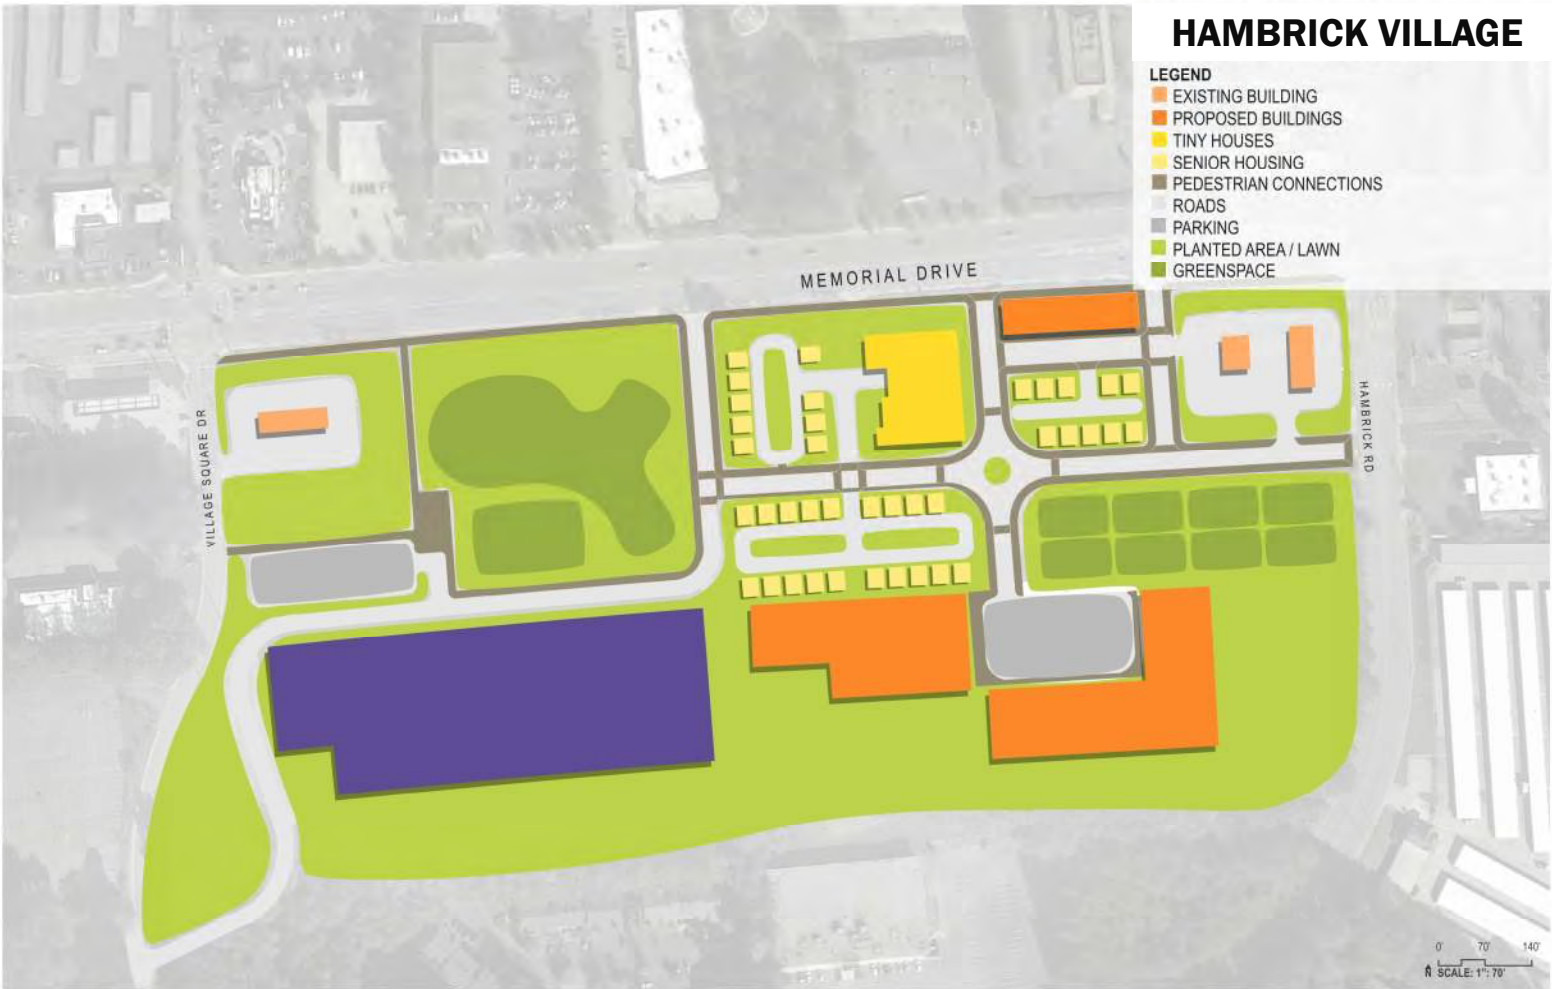 HAMBRICK VILLAGE
LEGEND
EXISTING BUILDING
PROPOSED BUILDINGS
TINY HOUSES
SENIOR HOUSING
PEDESTRIAN CONNECTIONS
ROADS
PARKING
PLANTED AREA / LAWN
GREENSPACE
MEMORIAL DRIVE
VILLAGE SQUARE DR
HAMBRICK RD
0' 70' 140'
N SCALE: 1": 70'